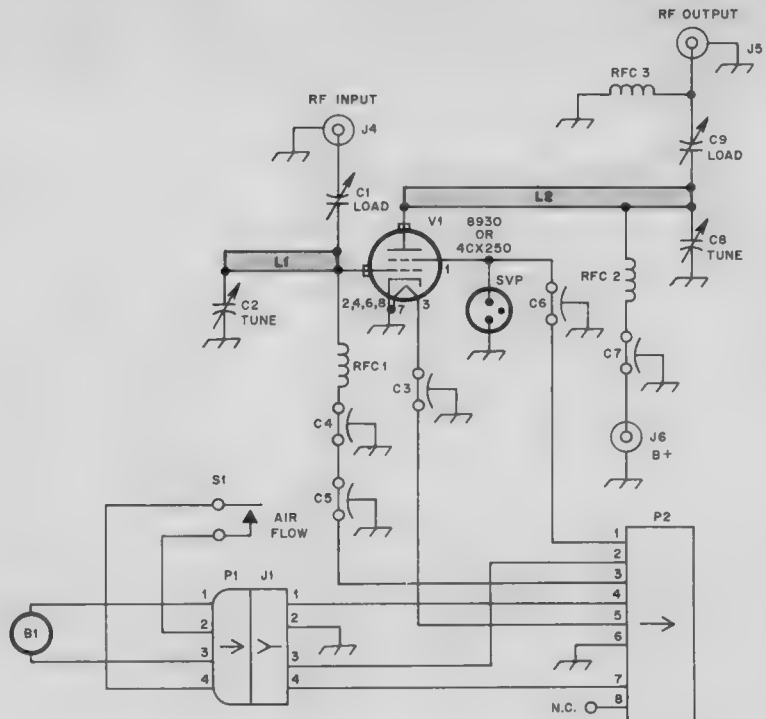 RF OUTPUT
J5
RFC 3
RF INPUT
J4
C9
LOAD
C1
LOAD
L2
V1
8930
OR
4CX250
C8
TUNE
L1
1
SVP
RFC 2
C2
TUNE
2,4,6,8
7
3
C6
RFC1
C3
C7
C4
J6
B+
S1
C5
AIR
FLOW
P2
P1
J1
1
2
3
4
5
6
7
8
1
2
3
4
1
2
3
4
B1
N.C.